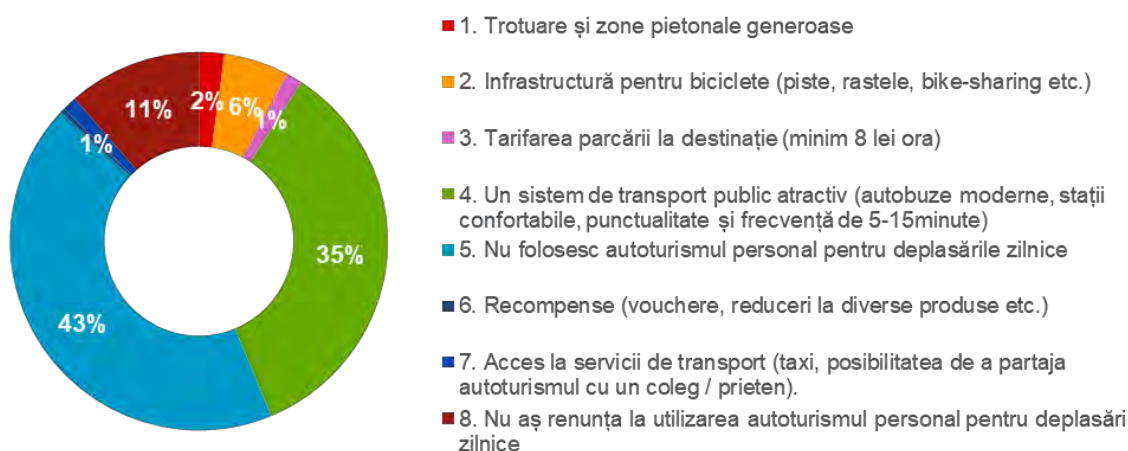 2%
6%
1%
35%
43%
1%
11%
1. Trotuare și zone pietonale generoase
2. Infrastructură pentru biciclete (piste, rastele, bike-sharing etc.)
3. Tarifarea parcării la destinație (minim 8 lei ora)
4. Un sistem de transport public atractiv (autobuze moderne, stații
confortabile, punctualitate și frecvență de 5-15minute)
5. Nu folosesc autoturismul personal pentru deplasările zilnice
6. Recompense (vouchere, reduceri la diverse produse etc.)
7. Acces la servicii de transport (taxi, posibilitatea de a partaja
autoturismul cu un coleg / prieten).
8. Nu aș renunța la utilizarea autoturismul personal pentru deplasări
zilnice